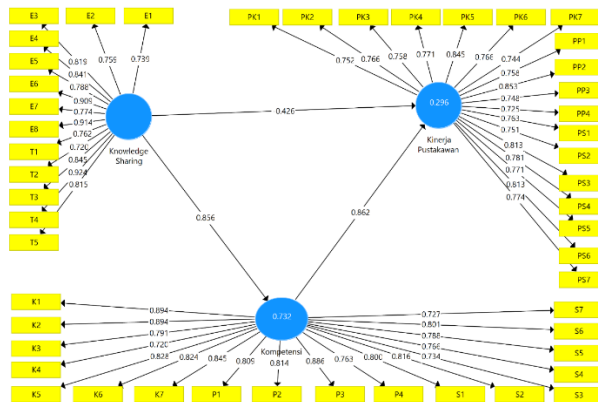 E3 E2 E1 PK1 PK2 PK3 PK4 PK5 PK6 PK7
E4 PP1
E5 PP2
E6 PP3
E7 PP4
E8 PS1
T1 PS2
T2 PS3
T3 PS4
T4 PS5
T5 PS6
PS7
0.819 0.756 0.739
0.841
0.788
0.909
0.774
0.914
0.762
0.720
0.845
0.924
0.815
Knowledge
Sharing
0.426
0.752 0.766 0.758 0.771 0.845 0.766 0.744
0.758
0.853
0.748
0.725
0.763
0.751
0.813
0.781
0.771
0.813
0.774
0.296
Kinerja
Pustakawan
0.856
0.862
0.732
Kompetensi
K1
K2
K3
K4
K5 K6 K7 P1 P2 P3 P4 S1 S2 S3
S7
S6
S5
S4
0.894
0.894
0.791
0.720
0.828 0.824 0.845 0.809 0.814 0.886 0.763 0.800 0.816 0.734
0.727
0.801
0.788
0.766